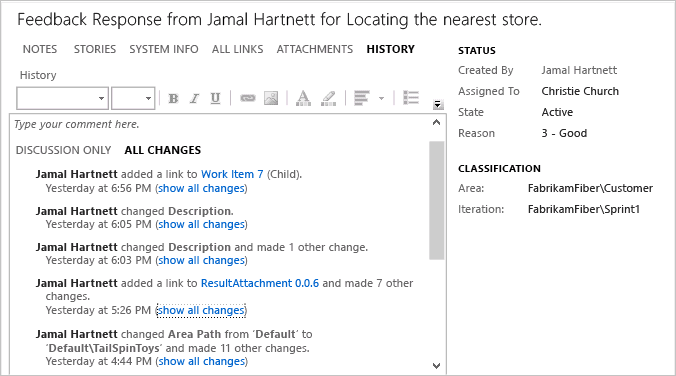 Feedback Response from Jamal Hartnett for Locating the nearest store.
NOTES STORIES SYSTEM INFO ALL LINKS ATTACHMENTS HISTORY
History
B I U A
Type your comment here.
DISCUSSION ONLY ALL CHANGES
Jamal Hartnett added a link to Work Item 7 (Child).
Yesterday at 6:56 PM (show all changes)
Jamal Hartnett changed Description.
Yesterday at 6:05 PM (show all changes)
Jamal Hartnett changed Description and made 1 other change.
Yesterday at 6:03 PM (show all changes)
Jamal Hartnett added a link to ResultAttachment 0.0.6 and made 7 other
changes.
Yesterday at 5:26 PM (show all changes)
Jamal Hartnett changed Area Path from 'Default' to
'Default\TailSpinToys' and made 11 other changes.
Yesterday at 4:44 PM (show all changes)
STATUS
Created By Jamal Hartnett
Assigned To Christie Church
State Active
Reason 3 - Good
CLASSIFICATION
Area: FabrikamFiber\Customer
Iteration: FabrikamFiber\Sprint1